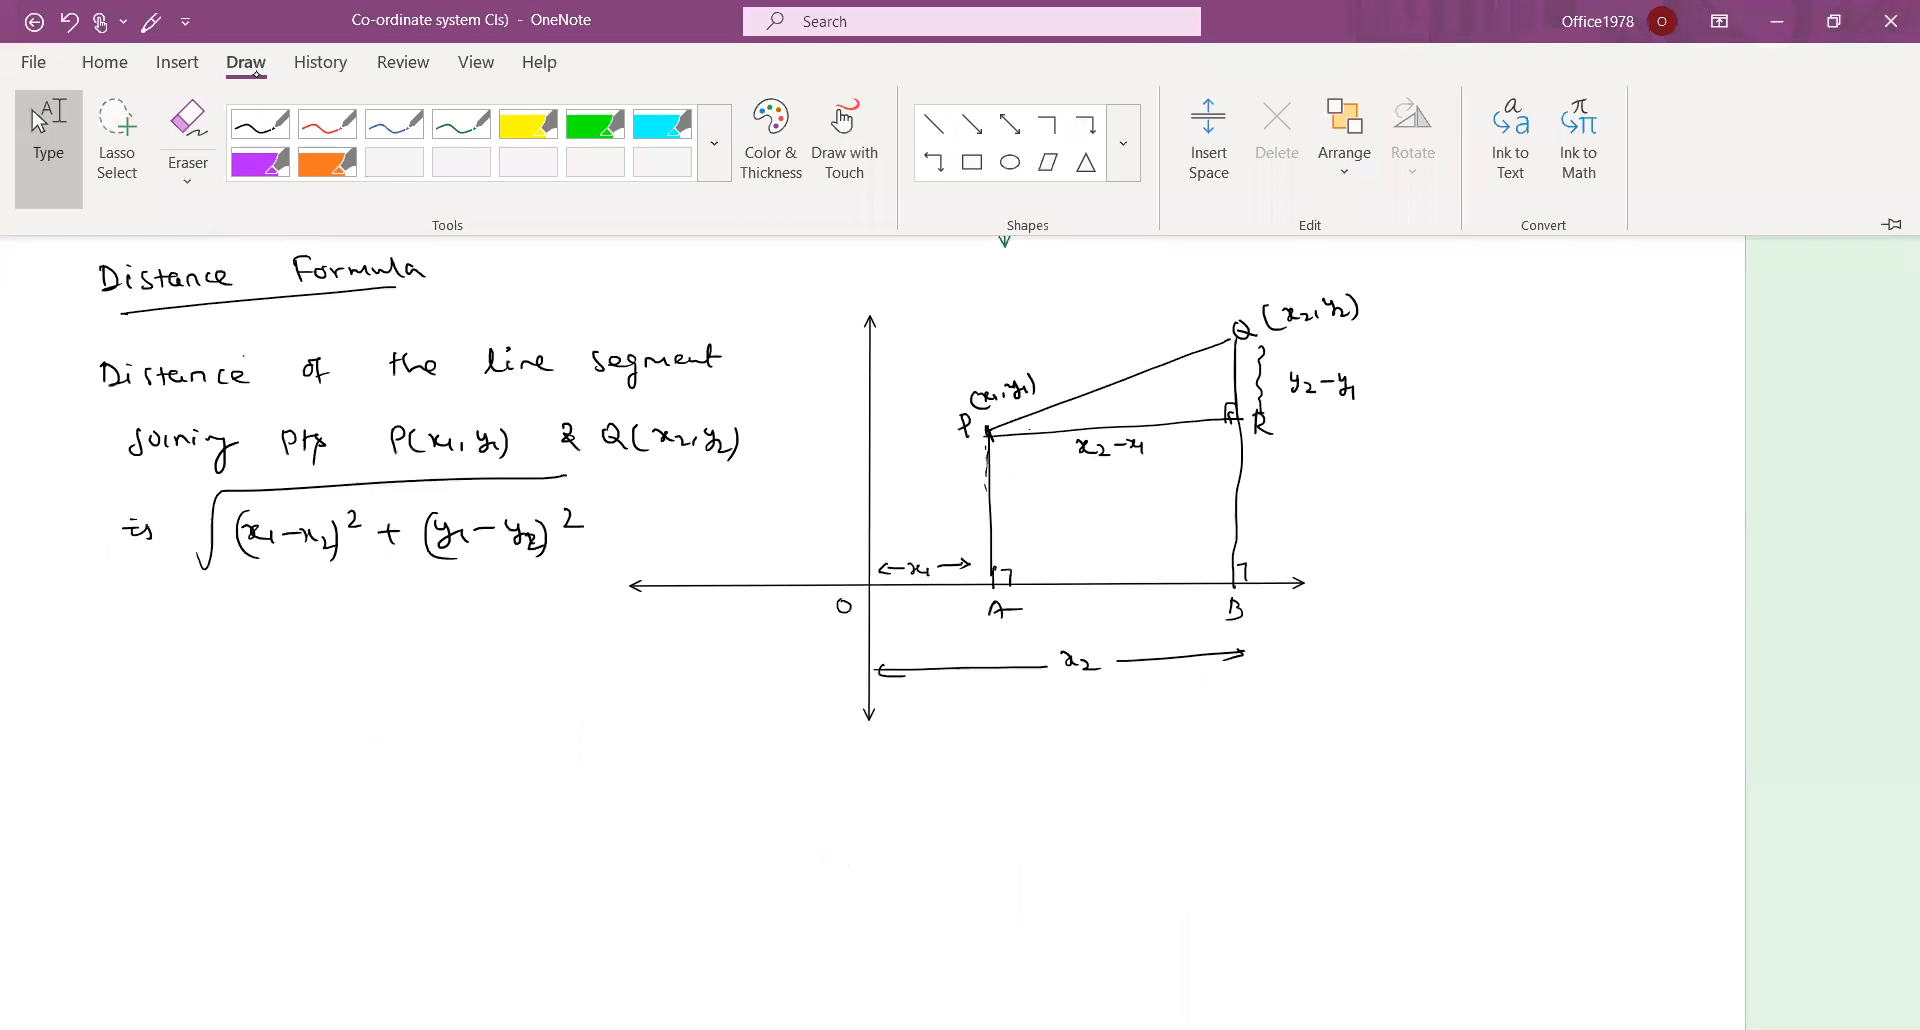 Co-ordinate system Cls) - OneNote
Search
Office1978
O
File Home Insert Draw History Review View Help
Type
Lasso Select
Eraser
Color & Thickness
Draw with Touch
Insert Space
Delete
Arrange
Rotate
Ink to Text
Ink to Math
Tools
Shapes
Edit
Convert
Distance Formula
Distance of the line segment
joining pts P(x₁, y₁) & Q(x₂, y₂)
is √(x₁-x₂)² + (y₁-y₂)²
Q (x₂, y₂)
y₂-y₁
(x₁, y₁)
P
R
x₂-x₁
x₁
O
A
B
x₂